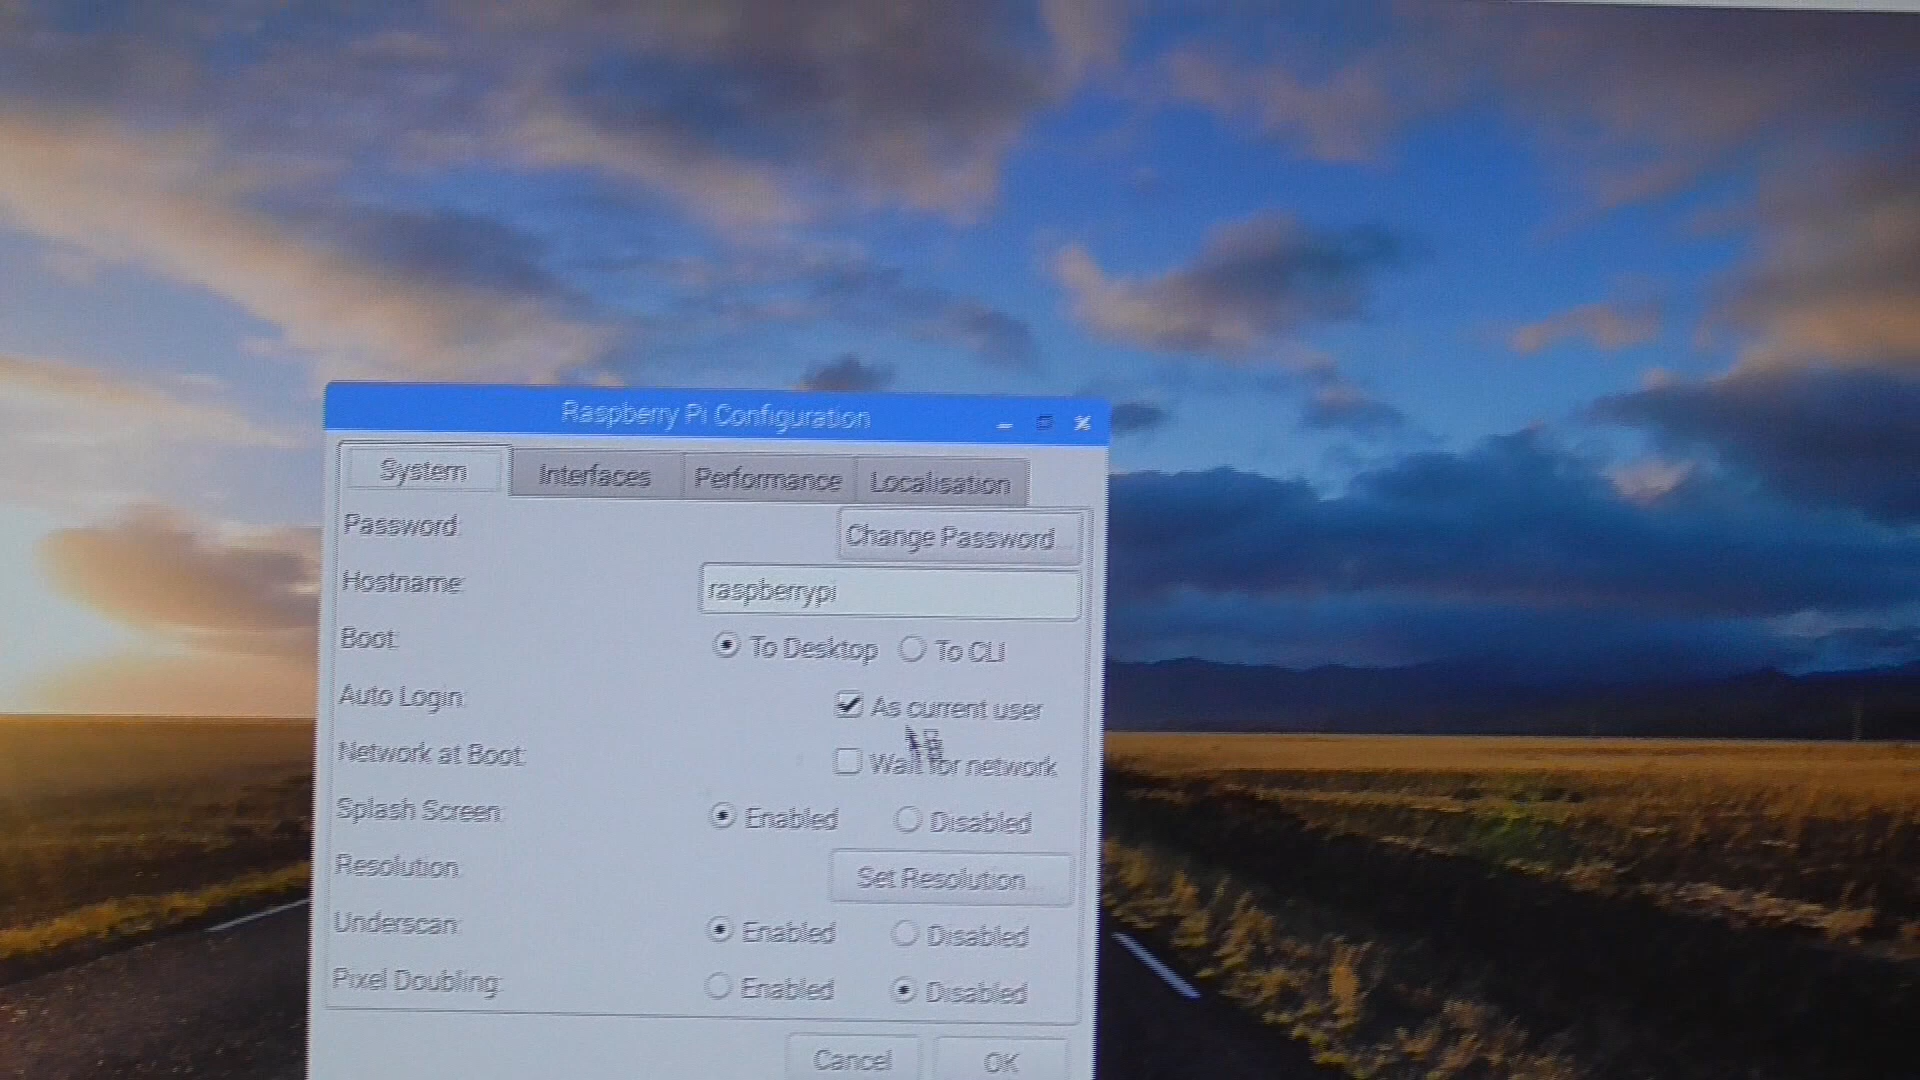 Raspberry Pi Configuration
System Interfaces Performance Localisation
Password: Change Password...
Hostname: raspberrypi
Boot: To Desktop To CLI
Auto Login: As current user
Network at Boot: Wait for network
Splash Screen: Enabled Disabled
Resolution: Set Resolution...
Underscan: Enabled Disabled
Pixel Doubling: Enabled Disabled
Cancel OK